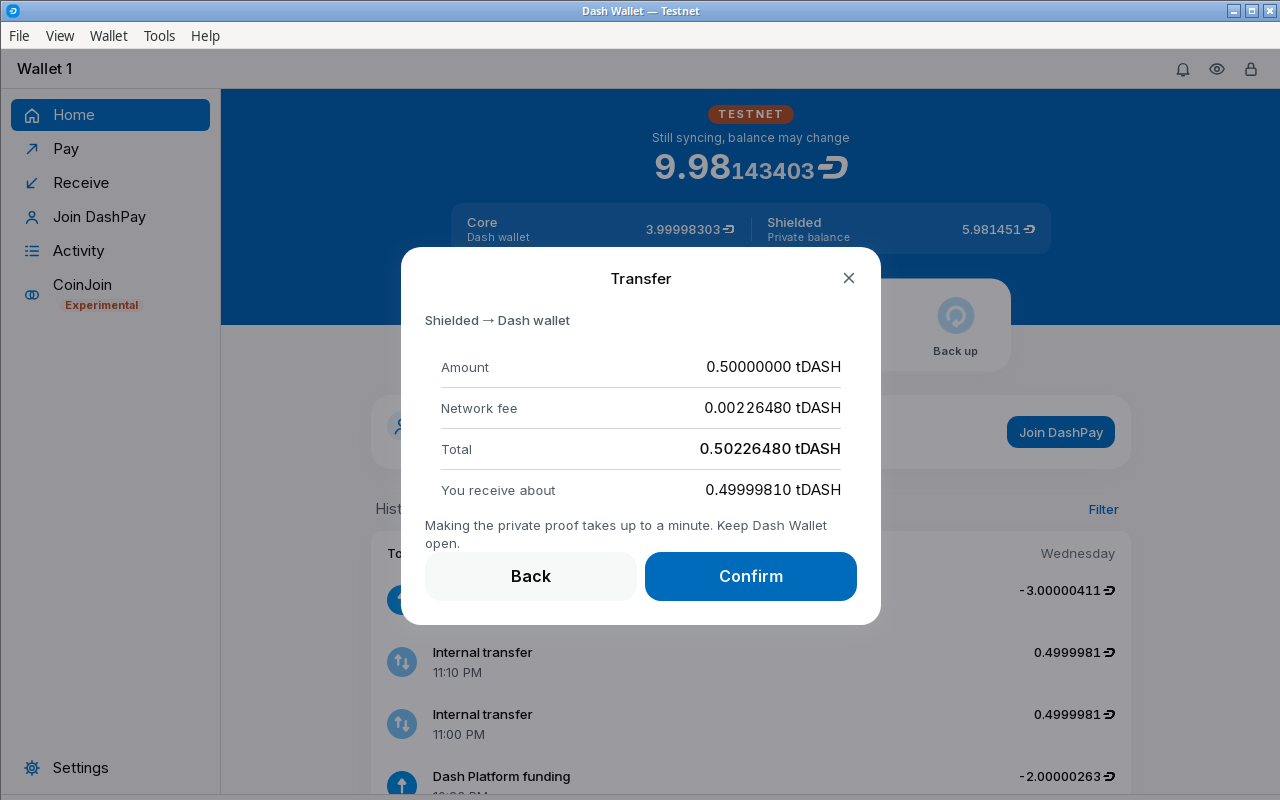 Dash Wallet — Testnet
File View Wallet Tools Help
Wallet 1
Home
Pay
Receive
Join DashPay
Activity
CoinJoin
Experimental
Settings
TESTNET
Still syncing, balance may change
9.98143403
Core
Dash wallet
3.99998303
Shielded
Private balance
5.981451
Back up
Join DashPay
Filter
Wednesday
-3.00000411
Internal transfer
11:10 PM
0.4999981
Internal transfer
11:00 PM
0.4999981
Dash Platform funding
-2.00000263
Transfer
Shielded → Dash wallet
Amount 0.50000000 tDASH
Network fee 0.00226480 tDASH
Total 0.50226480 tDASH
You receive about 0.49999810 tDASH
Making the private proof takes up to a minute. Keep Dash Wallet
open.
Back
Confirm